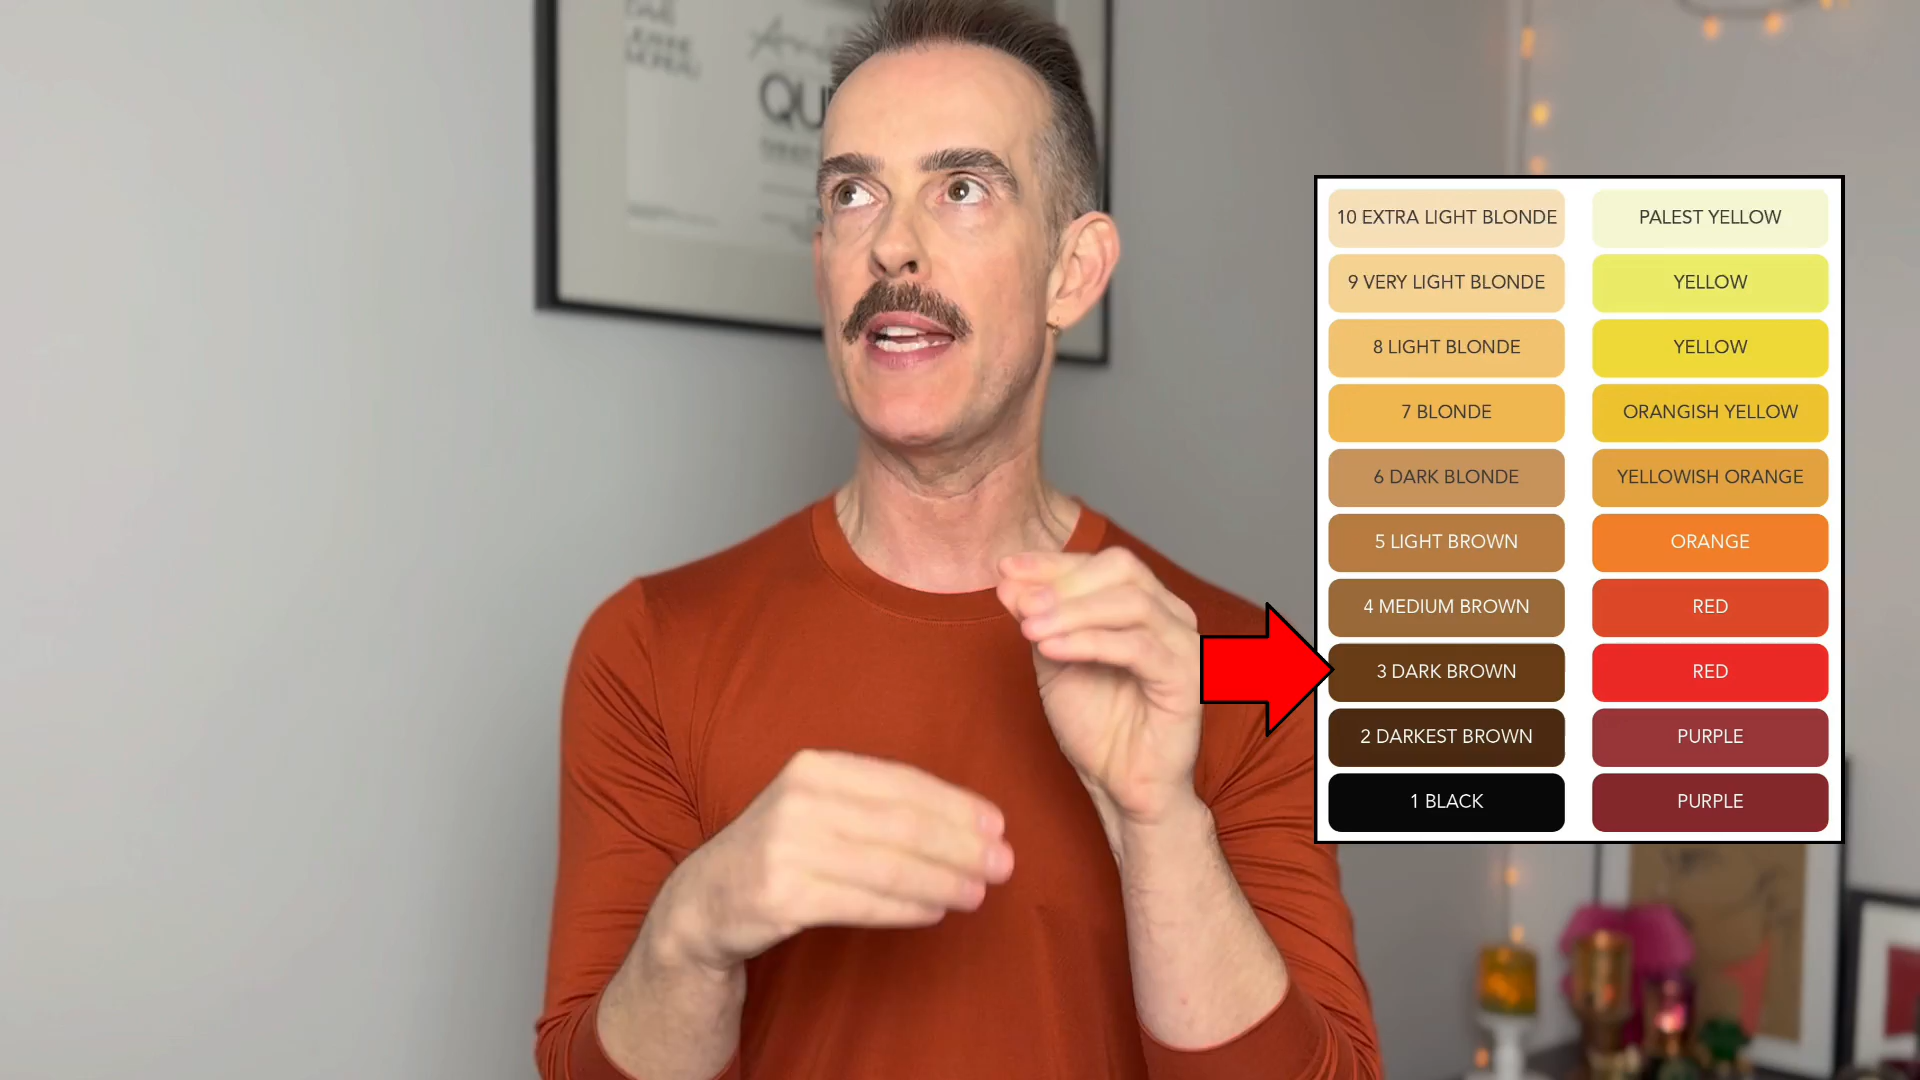 QU
10 EXTRA LIGHT BLONDE PALEST YELLOW
9 VERY LIGHT BLONDE YELLOW
8 LIGHT BLONDE YELLOW
7 BLONDE ORANGISH YELLOW
6 DARK BLONDE YELLOWISH ORANGE
5 LIGHT BROWN ORANGE
4 MEDIUM BROWN RED
3 DARK BROWN RED
2 DARKEST BROWN PURPLE
1 BLACK PURPLE